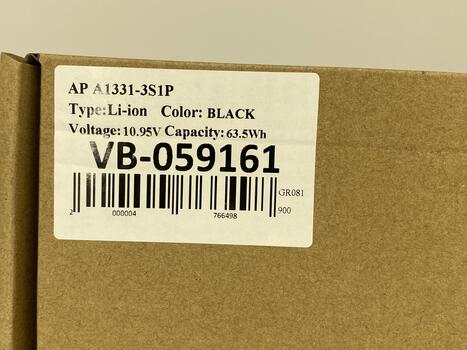 AP A1331-3S1P
Type:Li-ion Color: BLACK
Voltage: 10.95V Capacity: 63.5Wh
VB-059161
GR081
2 000004 766498 900